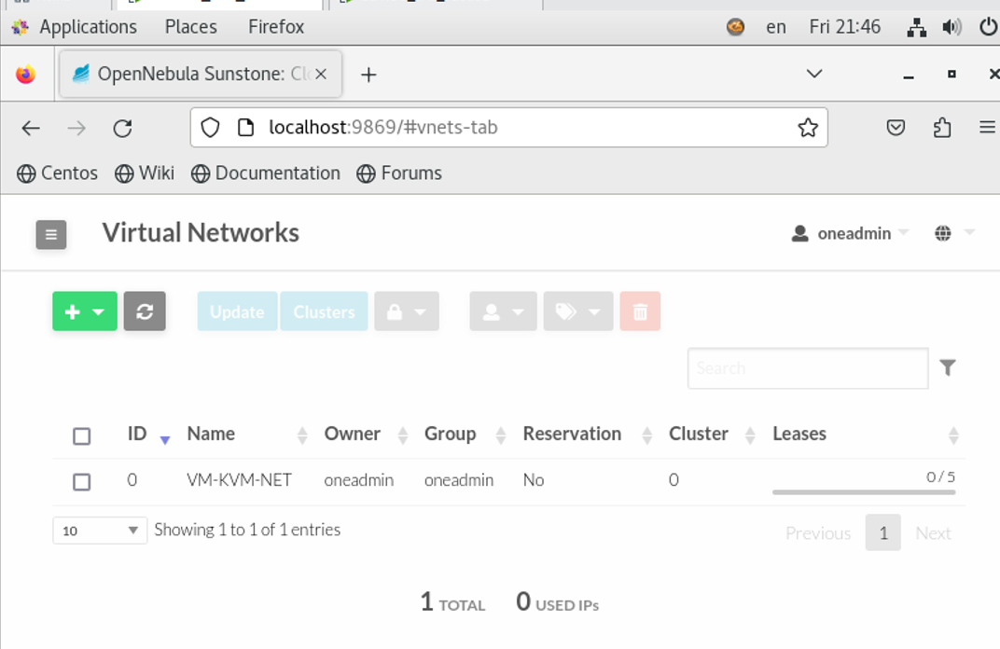 Applications Places Firefox en Fri 21:46
OpenNebula Sunstone: Cl
localhost:9869/#vnets-tab
Centos Wiki Documentation Forums
Virtual Networks oneadmin
Update Clusters
Search
ID Name Owner Group Reservation Cluster Leases
0 VM-KVM-NET oneadmin oneadmin No 0 0 / 5
10 Showing 1 to 1 of 1 entries Previous 1 Next
1 TOTAL 0 USED IPs